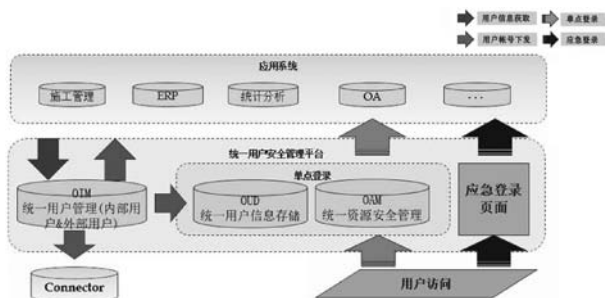 用户信息获取
单点登录
用户帐号下发
应急登录
应用系统
施工管理
ERP
统计分析
OA
...
统一用户安全管理平台
单点登录
OIM
统一用户管理(内部用
户&外部用户)
OUD
统一用户信息存储
OAM
统一资源安全管理
应急登录
页面
Connector
用户访问